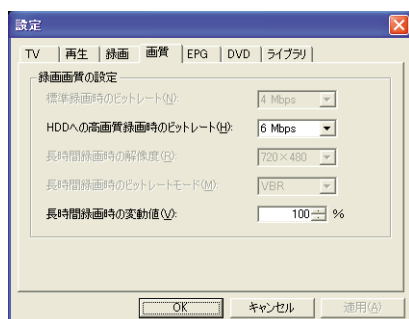 設定
TV 再生 録画 画質 EPG DVD ライブラリ
録画画質の設定
標準録画時のビットレート(N): 4 Mbps
HDDへの高画質録画時のビットレート(H): 6 Mbps
長時間録画時の解像度(R): 720×480
長時間録画時のビットレートモード(M): VBR
長時間録画時の変動値(V): 100 %
OK キャンセル 適用(A)